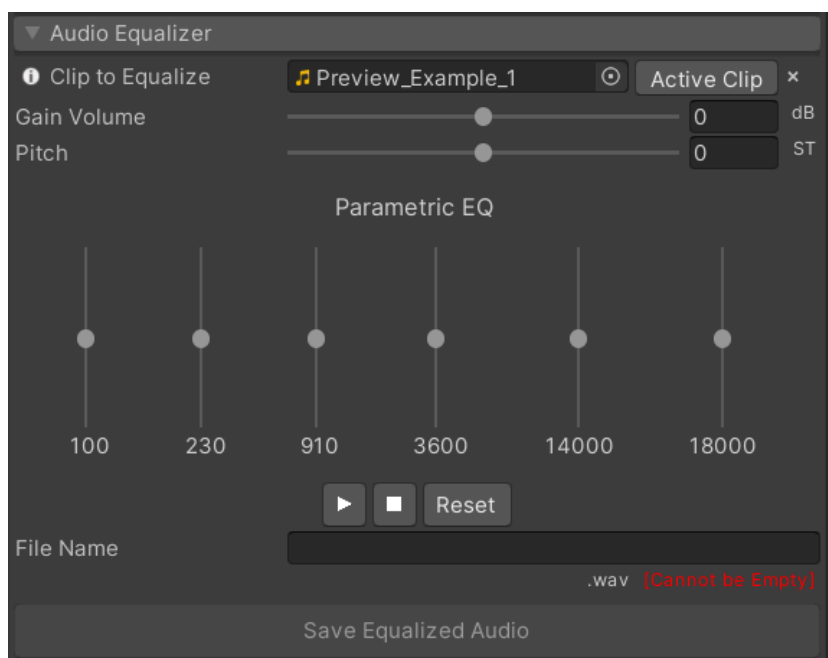 Audio Equalizer
Clip to Equalize Preview_Example_1 Active Clip ×
Gain Volume 0 dB
Pitch 0 ST
Parametric EQ
100 230 910 3600 14000 18000
Reset
File Name
.wav [Cannot be Empty]
Save Equalized Audio